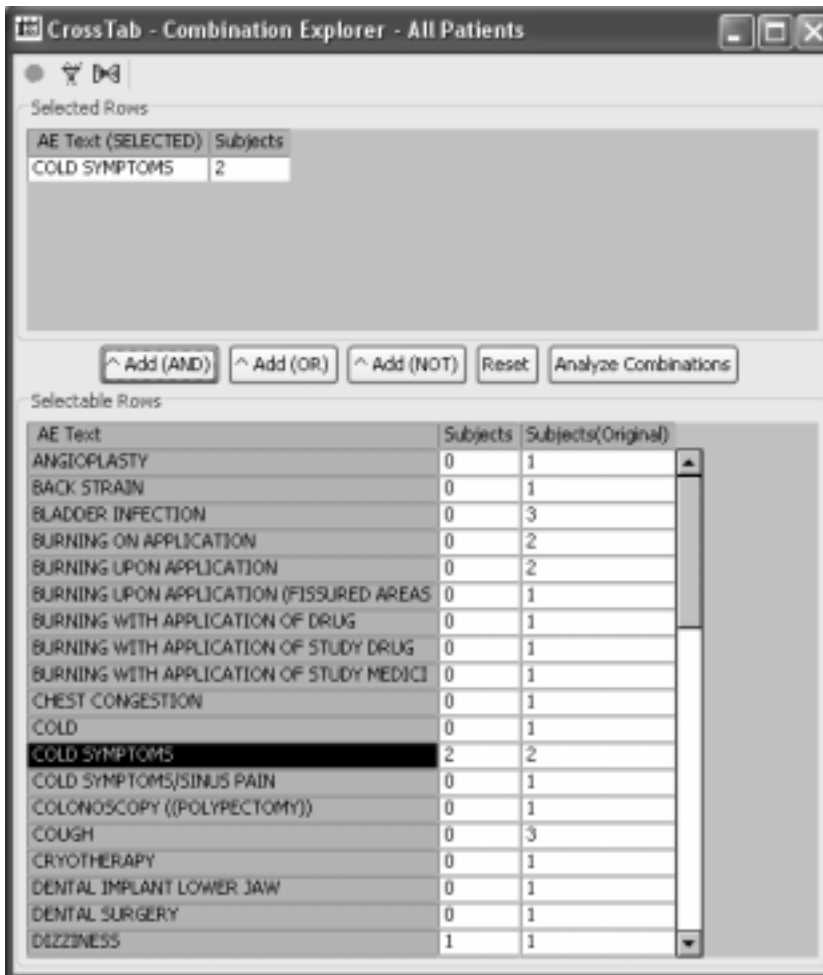 CrossTab - Combination Explorer - All Patients
Selected Rows
AE Text (SELECTED) Subjects
COLD SYMPTOMS 2
^ Add (AND) ^ Add (OR) ^ Add (NOT) Reset Analyze Combinations
Selectable Rows
AE Text Subjects Subjects(Original)
ANGIOPLASTY 0 1
BACK STRAIN 0 1
BLADDER INFECTION 0 3
BURNING ON APPLICATION 0 2
BURNING UPON APPLICATION 0 2
BURNING UPON APPLICATION (FISSURED AREAS 0 1
BURNING WITH APPLICATION OF DRUG 0 1
BURNING WITH APPLICATION OF STUDY DRUG 0 1
BURNING WITH APPLICATION OF STUDY MEDICI 0 1
CHEST CONGESTION 0 1
COLD 0 1
COLD SYMPTOMS 2 2
COLD SYMPTOMS/SINUS PAIN 0 1
COLONOSCOPY ((POLYPECTOMY)) 0 1
COUGH 0 3
CRYOTHERAPY 0 1
DENTAL IMPLANT LOWER JAW 0 1
DENTAL SURGERY 0 1
DIZZINESS 1 1